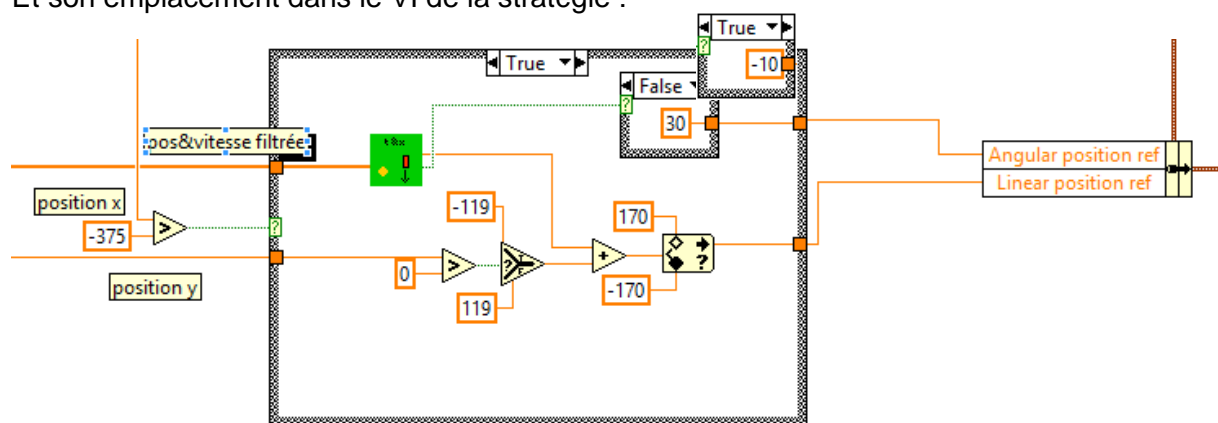 Et son emplacement dans le VI de la stratégie :
True
-10
True
False
30
pos&vitesse filtrée
t&x
Angular position ref
Linear position ref
position x
-375
-119
170
0
position y
119
-170